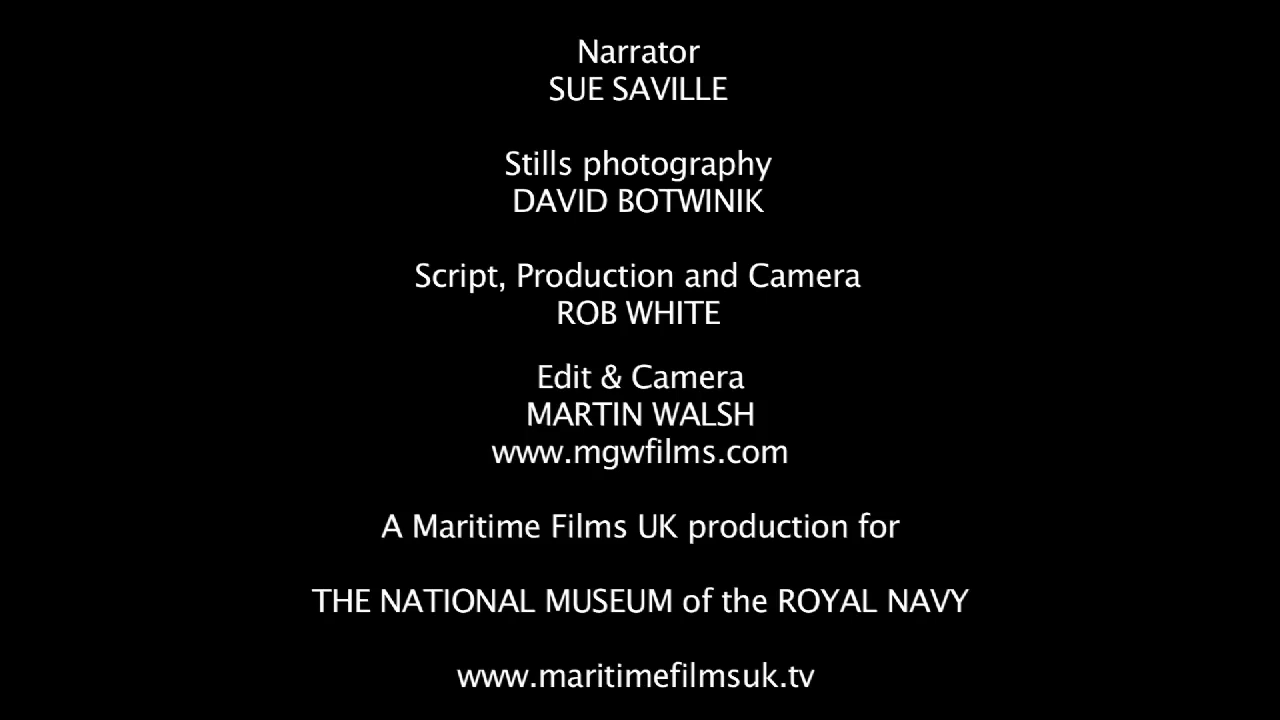 Narrator
SUE SAVILLE
Stills photography
DAVID BOTWINIK
Script, Production and Camera
ROB WHITE
Edit & Camera
MARTIN WALSH
www.mgwfilms.com
A Maritime Films UK production for
THE NATIONAL MUSEUM of the ROYAL NAVY
www.maritimefilmsuk.tv